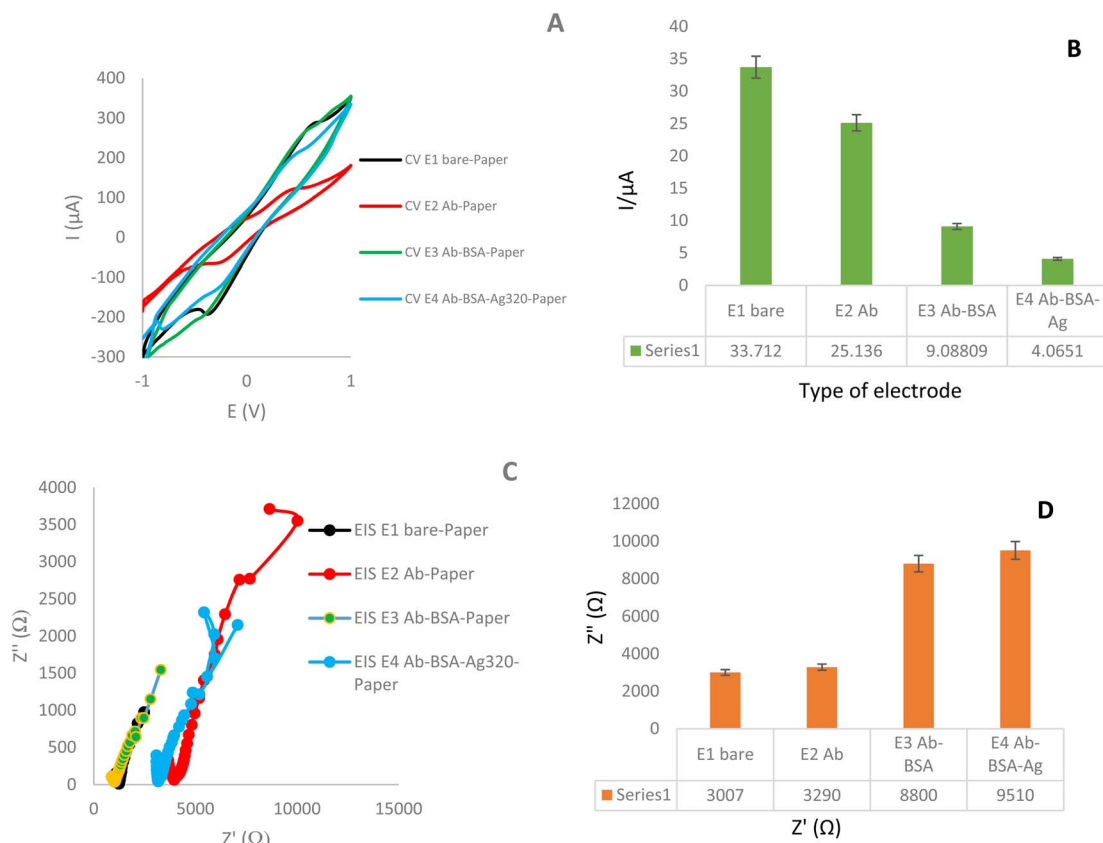 A
400
300
200
100
0
-100
-200
-300
I (µA)
-1
0
1
E (V)
CV E1 bare-Paper
CV E2 Ab-Paper
CV E3 Ab-BSA-Paper
CV E4 Ab-BSA-Ag320-Paper
B
40
35
30
25
20
15
10
5
0
I/µA
E1 bare
E2 Ab
E3 Ab-BSA
E4 Ab-BSA-
Ag
Series1
33.712
25.136
9.08809
4.0651
Type of electrode
C
4000
3500
3000
2500
2000
1500
1000
500
0
Z'' (Ω)
0
5000
10000
15000
Z' (Ω)
EIS E1 bare-Paper
EIS E2 Ab-Paper
EIS E3 Ab-BSA-Paper
EIS E4 Ab-BSA-Ag320-
Paper
D
12000
10000
8000
6000
4000
2000
0
Z'' (Ω)
E1 bare
E2 Ab
E3 Ab-
BSA
E4 Ab-
BSA-Ag
Series1
3007
3290
8800
9510
Z' (Ω)